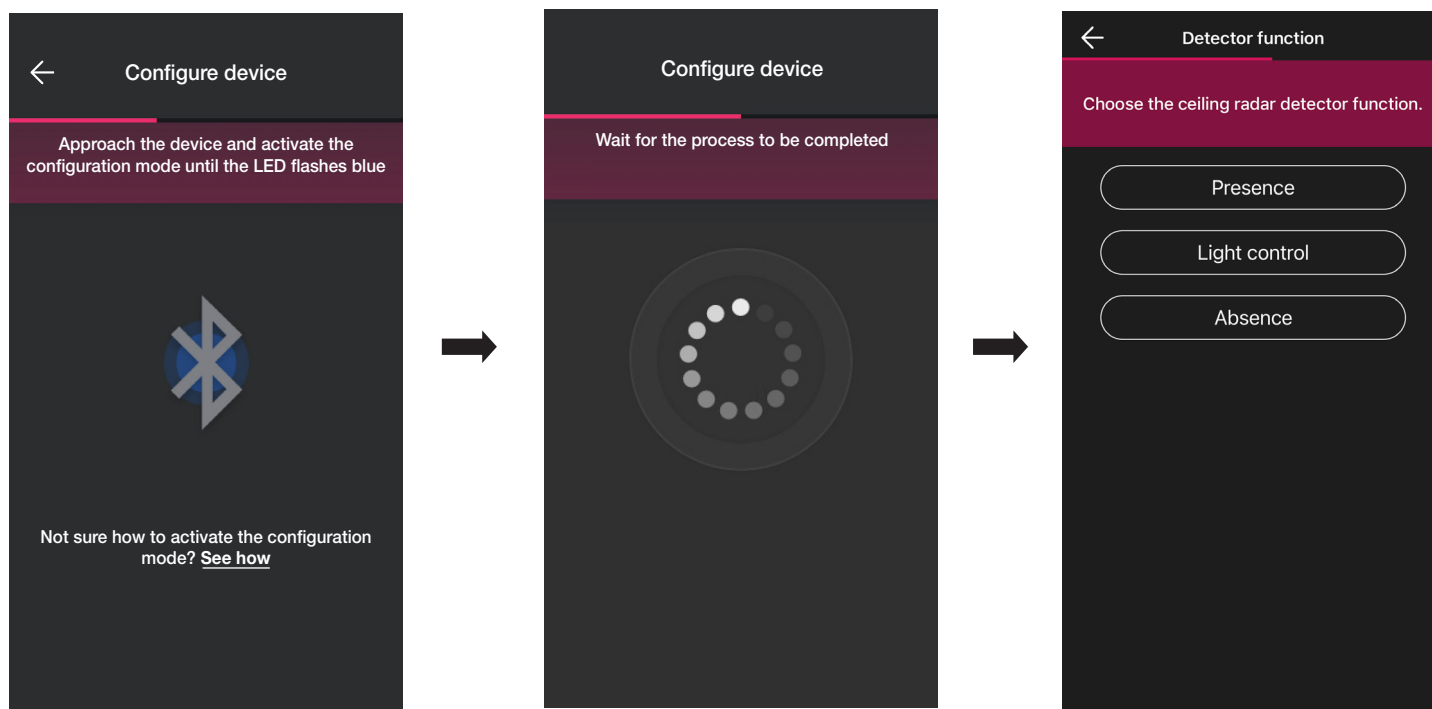 Configure device
Approach the device and activate the
configuration mode until the LED flashes blue
Not sure how to activate the configuration
mode? See how
Configure device
Wait for the process to be completed
Detector function
Choose the ceiling radar detector function.
Presence
Light control
Absence